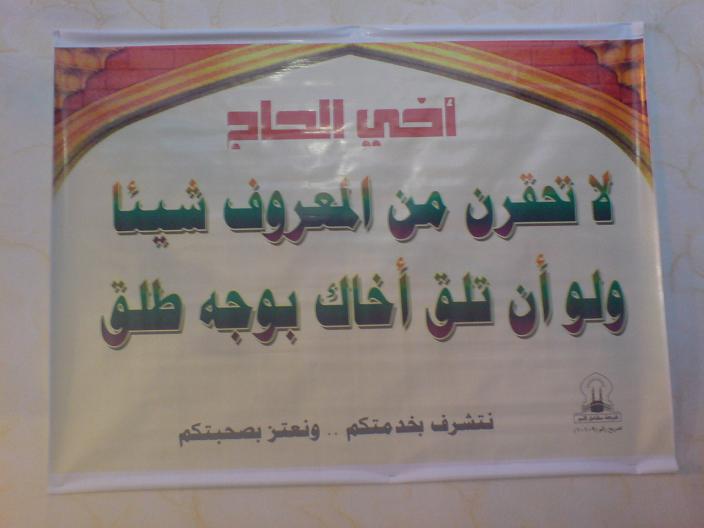 أخي الحاج
لا تحقرن من المعروف شيئا
ولو أن تلق أخاك بوجه طلق
نتشرف بخدمتكم .. ونعتز بصحبتكم